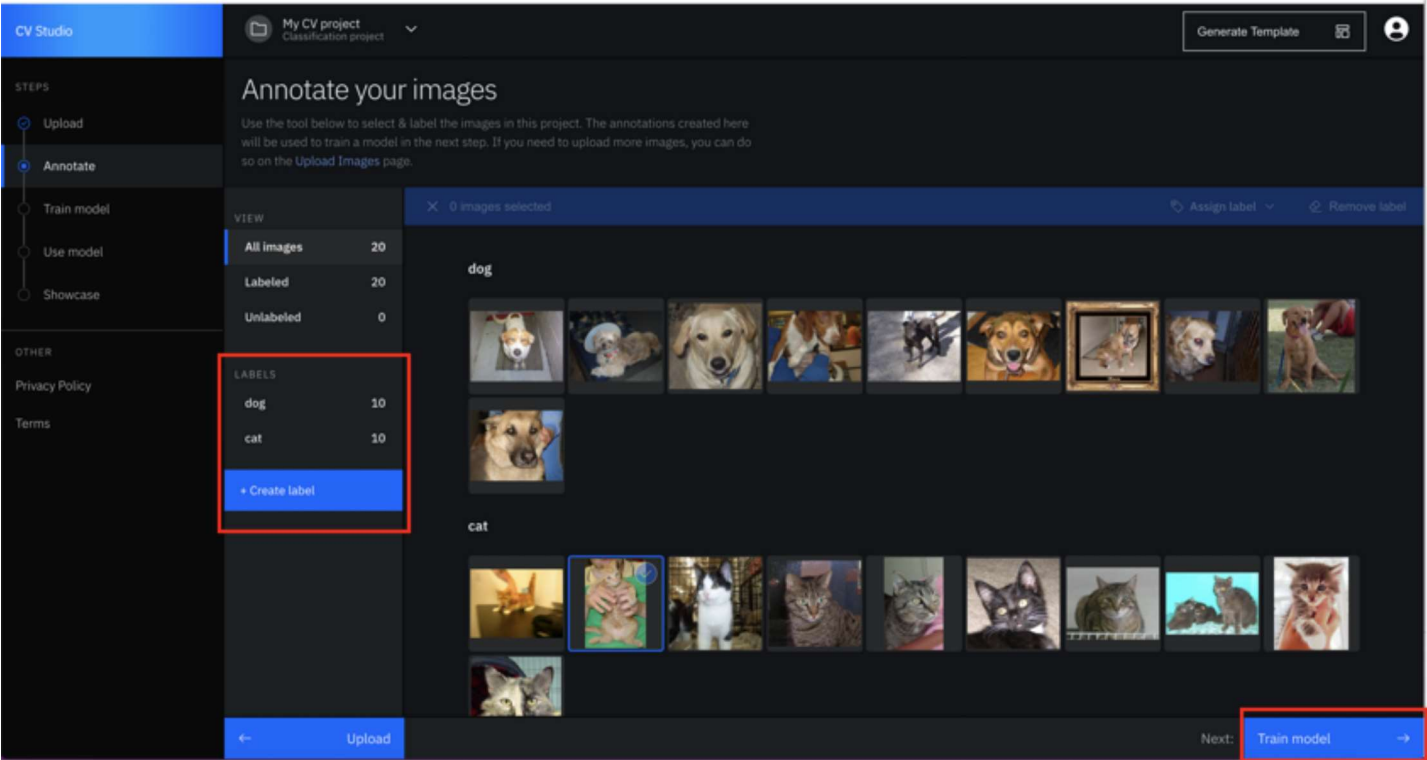 CV Studio
My CV project
Classification project
Generate Template
STEPS
Upload
Annotate
Train model
Use model
Showcase
OTHER
Privacy Policy
Terms
Annotate your images
Use the tool below to select & label the images in this project. The annotations created here
will be used to train a model in the next step. If you need to upload more images, you can do
so on the Upload Images page.
VIEW
All images 20
Labeled 20
Unlabeled 0
LABELS
dog 10
cat 10
+ Create label
0 images selected
Assign label
Remove label
dog
cat
Upload
Next:
Train model